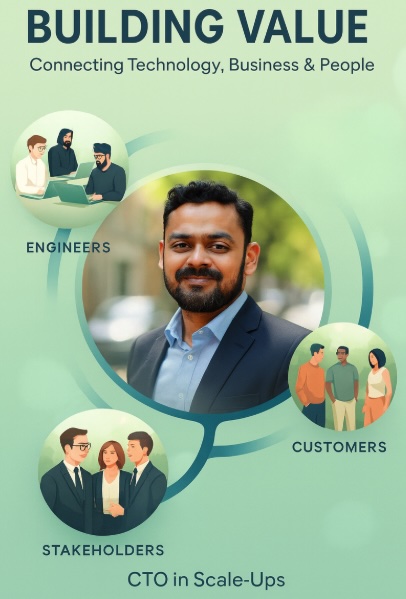 BUILDING VALUE
Connecting Technology, Business & People
ENGINEERS
CUSTOMERS
STAKEHOLDERS
CTO in Scale-Ups